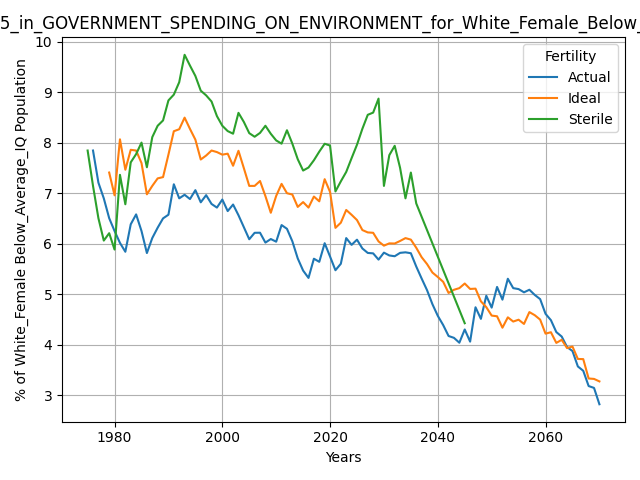 5_in_GOVERNMENT_SPENDING_ON_ENVIRONMENT_for_White_Female_Below_
10
9
8
7
6
5
4
3
% of White_Female Below_Average_IQ Population
Fertility
Actual
Ideal
Sterile
1980
2000
2020
2040
2060
Years